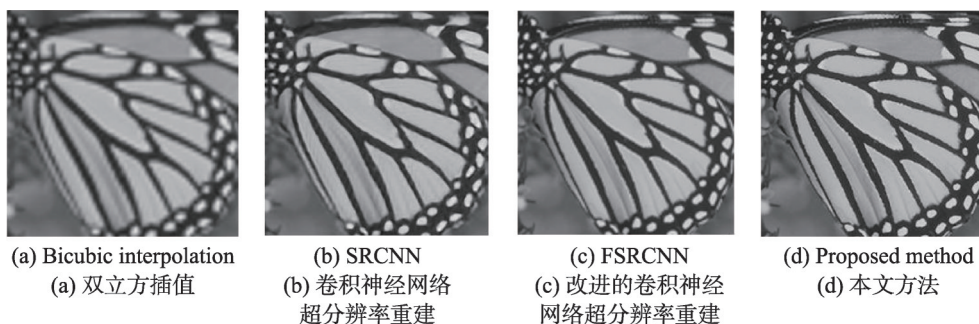 (a) Bicubic interpolation
(a) 双立方插值
(b) SRCNN
(b) 卷积神经网络
超分辨率重建
(c) FSRCNN
(c) 改进的卷积神经
网络超分辨率重建
(d) Proposed method
(d) 本文方法